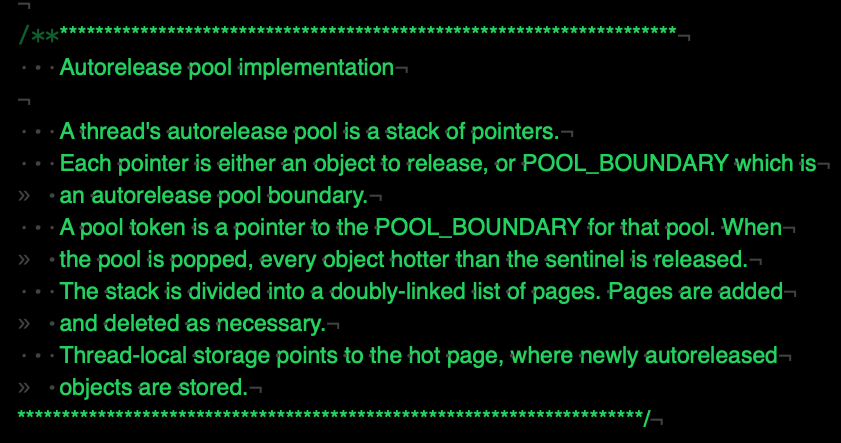 /***********************************************************************
Autorelease pool implementation

A thread's autorelease pool is a stack of pointers.
Each pointer is either an object to release, or POOL_BOUNDARY which is
an autorelease pool boundary.
A pool token is a pointer to the POOL_BOUNDARY for that pool. When
the pool is popped, every object hotter than the sentinel is released.
The stack is divided into a doubly-linked list of pages. Pages are added
and deleted as necessary.
Thread-local storage points to the hot page, where newly autoreleased
objects are stored.
**********************************************************************/